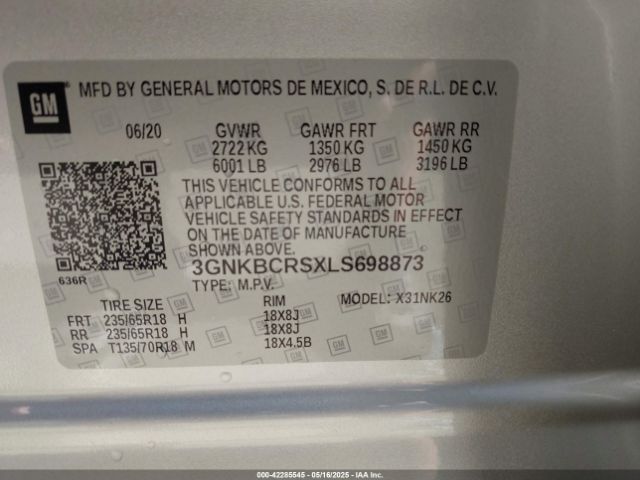 GM MFD BY GENERAL MOTORS DE MEXICO, S. DE R.L. DE C.V.
06/20 GVWR GAWR FRT GAWR RR
2722 KG 1350 KG 1450 KG
6001 LB 2976 LB 3196 LB
THIS VEHICLE CONFORMS TO ALL
APPLICABLE U.S. FEDERAL MOTOR
VEHICLE SAFETY STANDARDS IN EFFECT
ON THE DATE OF MANUFACTURE
SHOWN ABOVE.
3GNKBCRSXLS698873
636R TYPE: M.P.V.
TIRE SIZE RIM MODEL: X31NK26
FRT 235/65R18 H 18X8J
RR 235/65R18 H 18X8J
SPA T135/70R18 M 18X4.5B
000-42285545 - 05/16/2025 - IAAI.COM